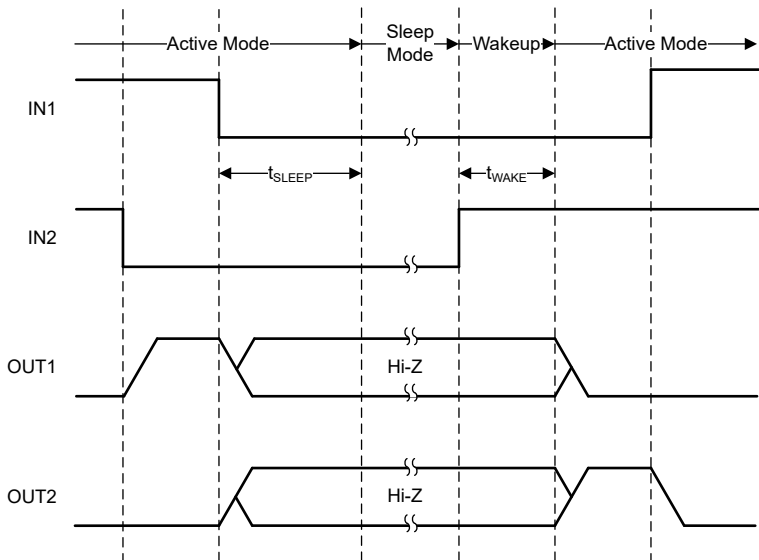 Active Mode
Sleep
Mode
Wakeup
Active Mode
IN1
tSLEEP
tWAKE
IN2
OUT1
Hi-Z
OUT2
Hi-Z